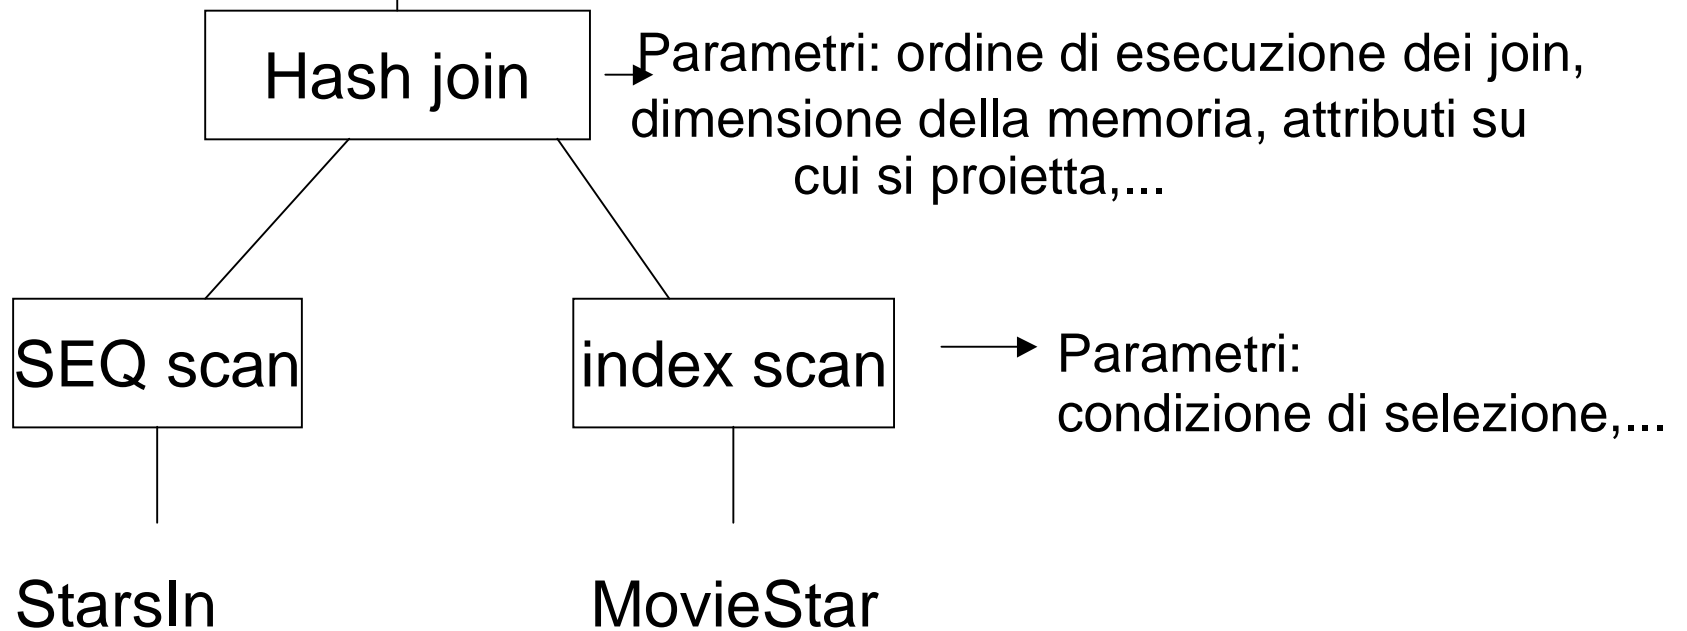 Hash join
Parametri: ordine di esecuzione dei join,
dimensione della memoria, attributi su
cui si proietta,...
SEQ scan
index scan
Parametri:
condizione di selezione,...
StarsIn
MovieStar